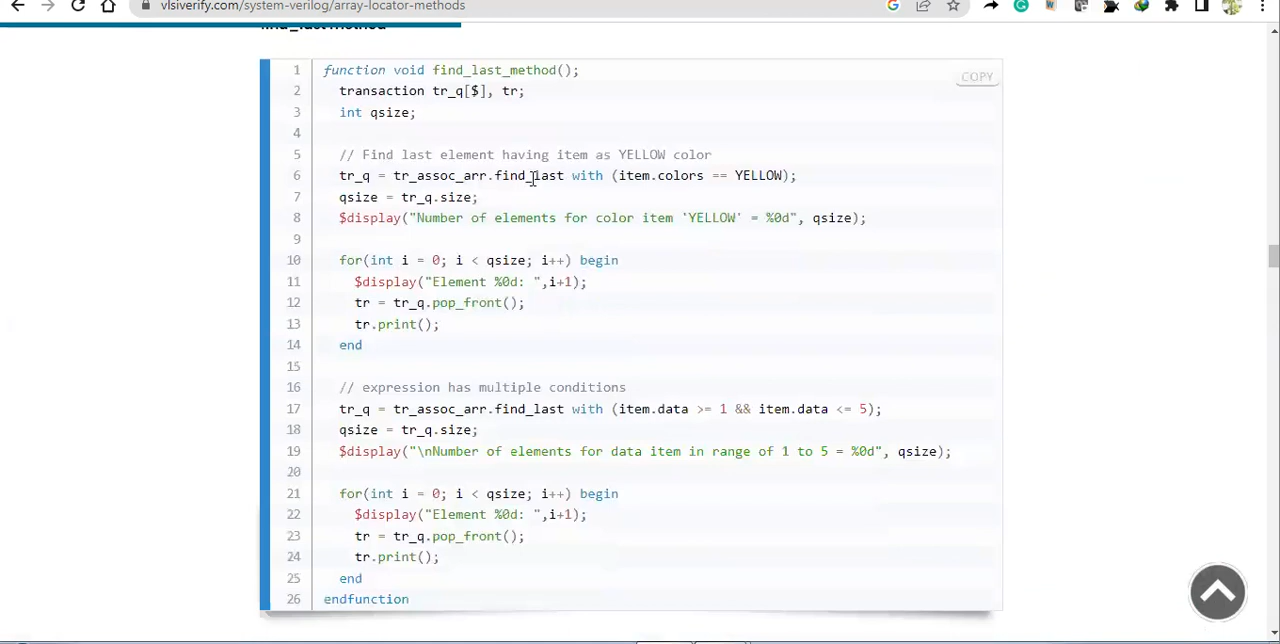 vlsiverify.com/system-verilog/array-locator-methods
find_last method
COPY
1 function void find_last_method();
2 transaction tr_q[$], tr;
3 int qsize;
4
5 // Find last element having item as YELLOW color
6 tr_q = tr_assoc_arr.find_last with (item.colors == YELLOW);
7 qsize = tr_q.size;
8 $display("Number of elements for color item 'YELLOW' = %0d", qsize);
9
10 for(int i = 0; i < qsize; i++) begin
11 $display("Element %0d: ",i+1);
12 tr = tr_q.pop_front();
13 tr.print();
14 end
15
16 // expression has multiple conditions
17 tr_q = tr_assoc_arr.find_last with (item.data >= 1 && item.data <= 5);
18 qsize = tr_q.size;
19 $display("\nNumber of elements for data item in range of 1 to 5 = %0d", qsize);
20
21 for(int i = 0; i < qsize; i++) begin
22 $display("Element %0d: ",i+1);
23 tr = tr_q.pop_front();
24 tr.print();
25 end
26 endfunction